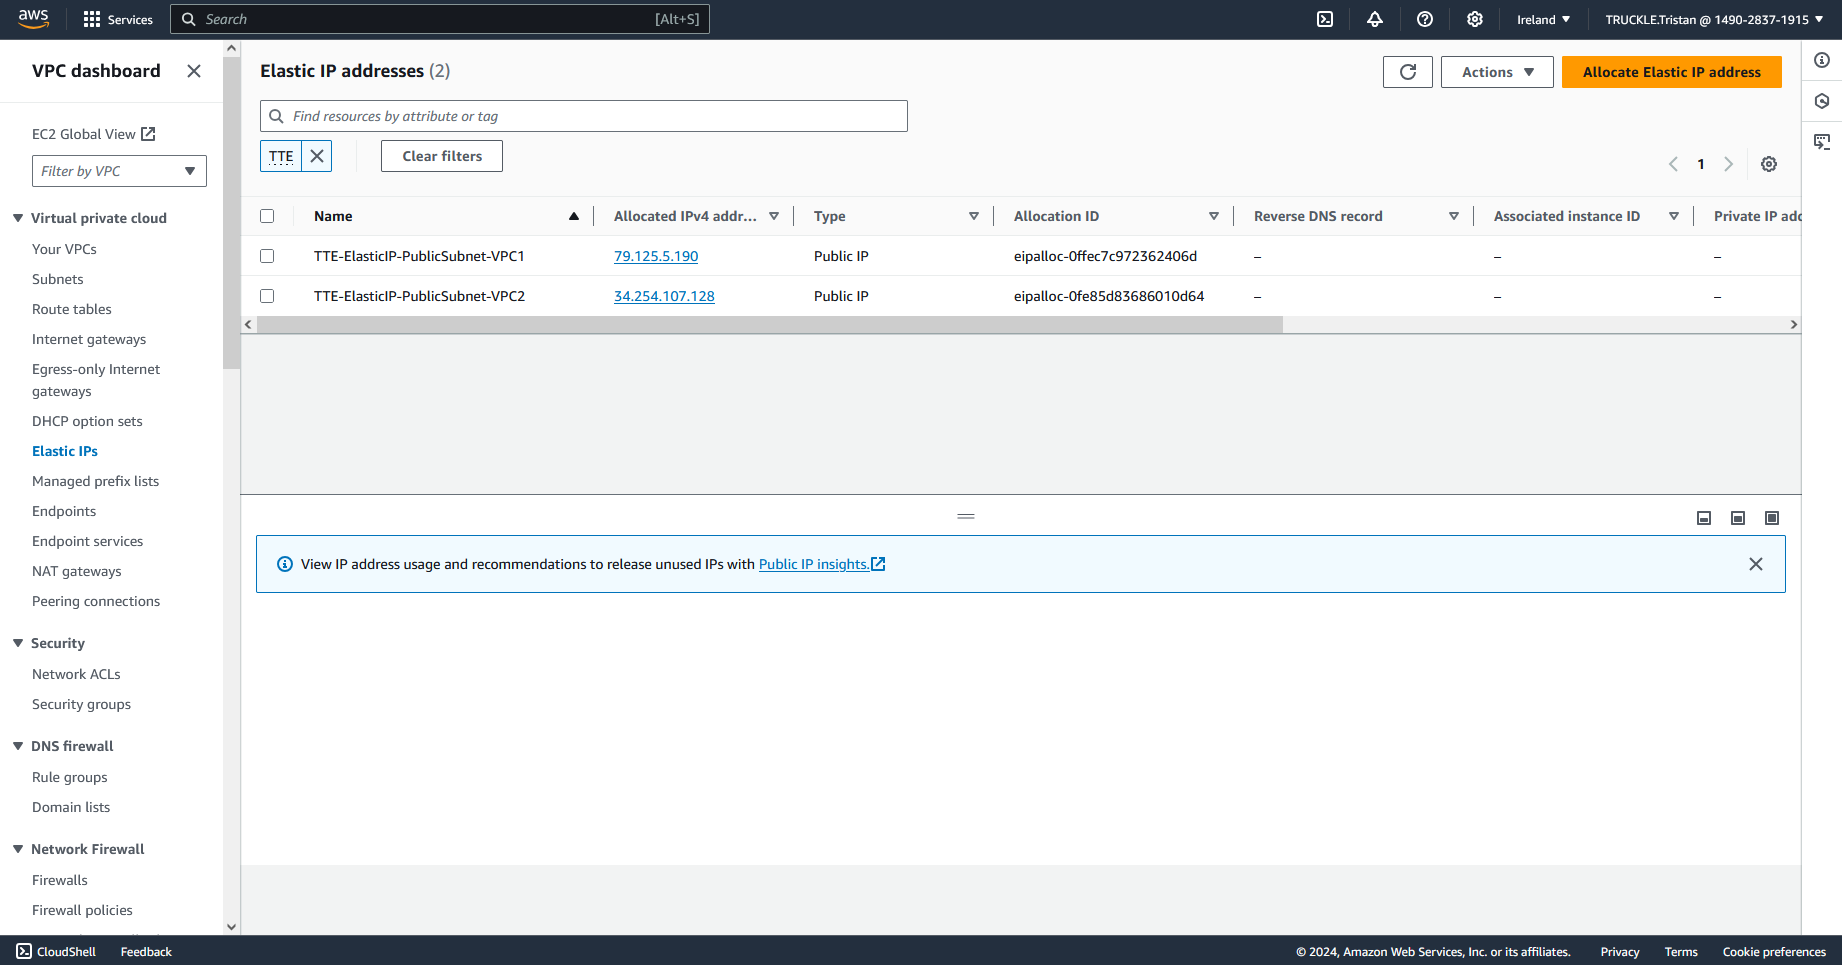 aws
Services
Search
[Alt+S]
Ireland
TRUCKLE.Tristan @ 1490-2837-1915
VPC dashboard
EC2 Global View
Filter by VPC
Virtual private cloud
Your VPCs
Subnets
Route tables
Internet gateways
Egress-only Internet
gateways
DHCP option sets
Elastic IPs
Managed prefix lists
Endpoints
Endpoint services
NAT gateways
Peering connections
Security
Network ACLs
Security groups
DNS firewall
Rule groups
Domain lists
Network Firewall
Firewalls
Firewall policies
Elastic IP addresses (2)
Actions
Allocate Elastic IP address
Find resources by attribute or tag
TTE
Clear filters
1
Name Allocated IPv4 addr... Type Allocation ID Reverse DNS record Associated instance ID Private IP adc
TTE-ElasticIP-PublicSubnet-VPC1 79.125.5.190 Public IP eipalloc-0ffec7c972362406d – – –
TTE-ElasticIP-PublicSubnet-VPC2 34.254.107.128 Public IP eipalloc-0fe85d83686010d64 – – –
View IP address usage and recommendations to release unused IPs with Public IP insights.
CloudShell
Feedback
© 2024, Amazon Web Services, Inc. or its affiliates.
Privacy
Terms
Cookie preferences